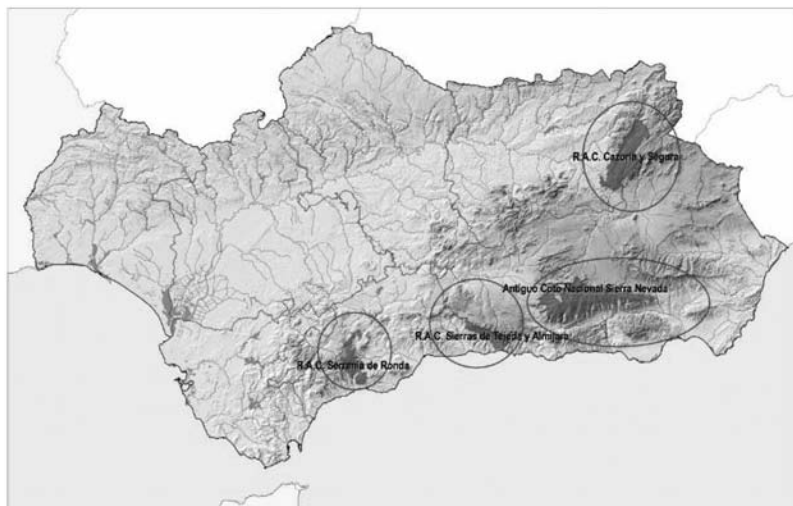 R.A.C. Cazorla y Segura
Antiguo Coto Nacional Sierra Nevada
R.A.C. Sierras de Tejeda y Almijara
R.A.C. Serranía de Ronda